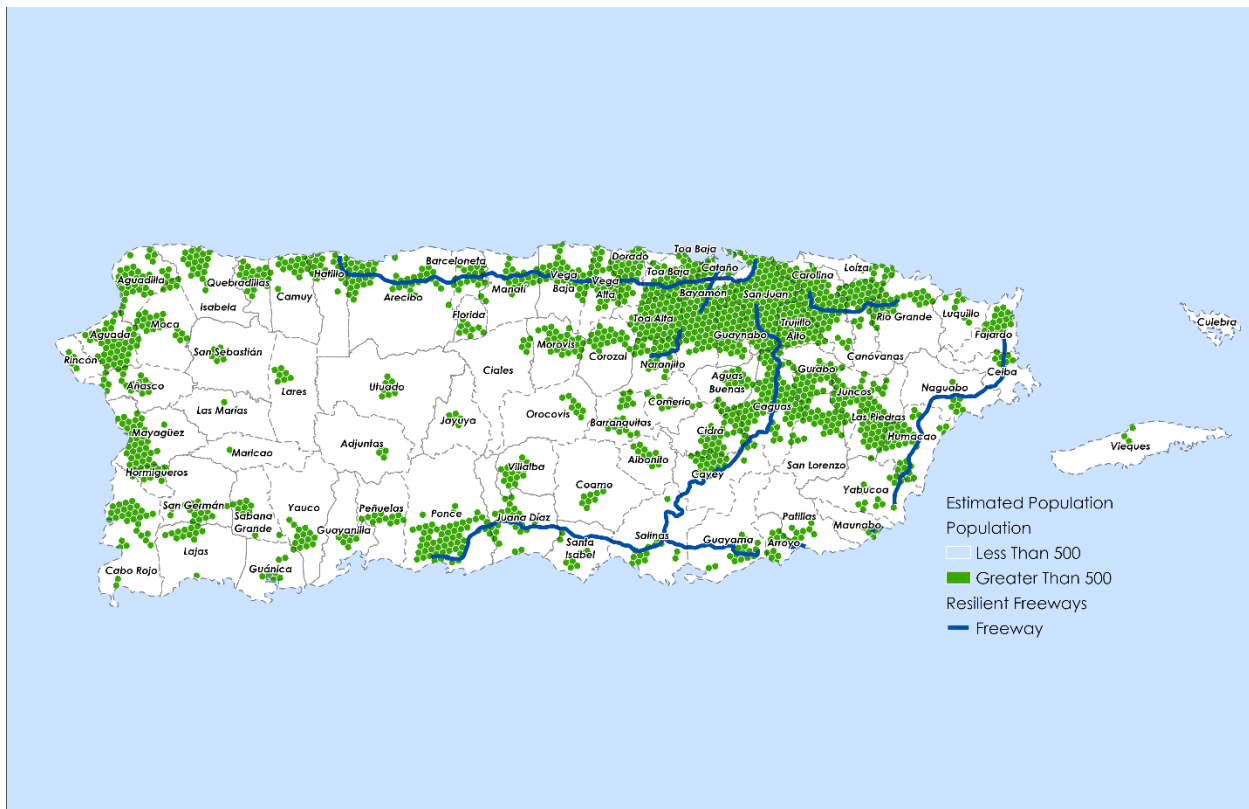 Toa Baja
Dorado
Barceloneta
Toa Baja
Cataño
Loíza
Hatillo
Vega
Baja
Vega
Alta
Carolina
Aguadilla
Quebradillas
Isabela
Camuy
Arecibo
Manatí
Bayamón
San Juan
Río Grande
Luquillo
Culebra
Florida
Toa Alta
Trujillo
Alto
Fajardo
Moca
Aguada
Guaynabo
San Sebastián
Morovis
Corozal
Naranjito
Canóvanas
Rincón
Ciales
Gurabo
Ceiba
Aguas
Buenas
Añasco
Lares
Utuado
Naguabo
Juncos
Comerío
Las Marías
Orocovis
Caguas
Las Piedras
Jayuya
Barranquitas
Cidra
Mayagüez
Humacao
Adjuntas
Maricao
Aibonito
Vieques
Hormigueros
Villalba
San Lorenzo
Cayey
Coamo
Yabucoa
San Germán
Sabana
Grande
Yauco
Peñuelas
Ponce
Juana Díaz
Patillas
Maunabo
Guayanilla
Salinas
Guayama
Arroyo
Santa
Isabel
Lajas
Cabo Rojo
Guánica
Estimated Population
Population
Less Than 500
Greater Than 500
Resilient Freeways
Freeway